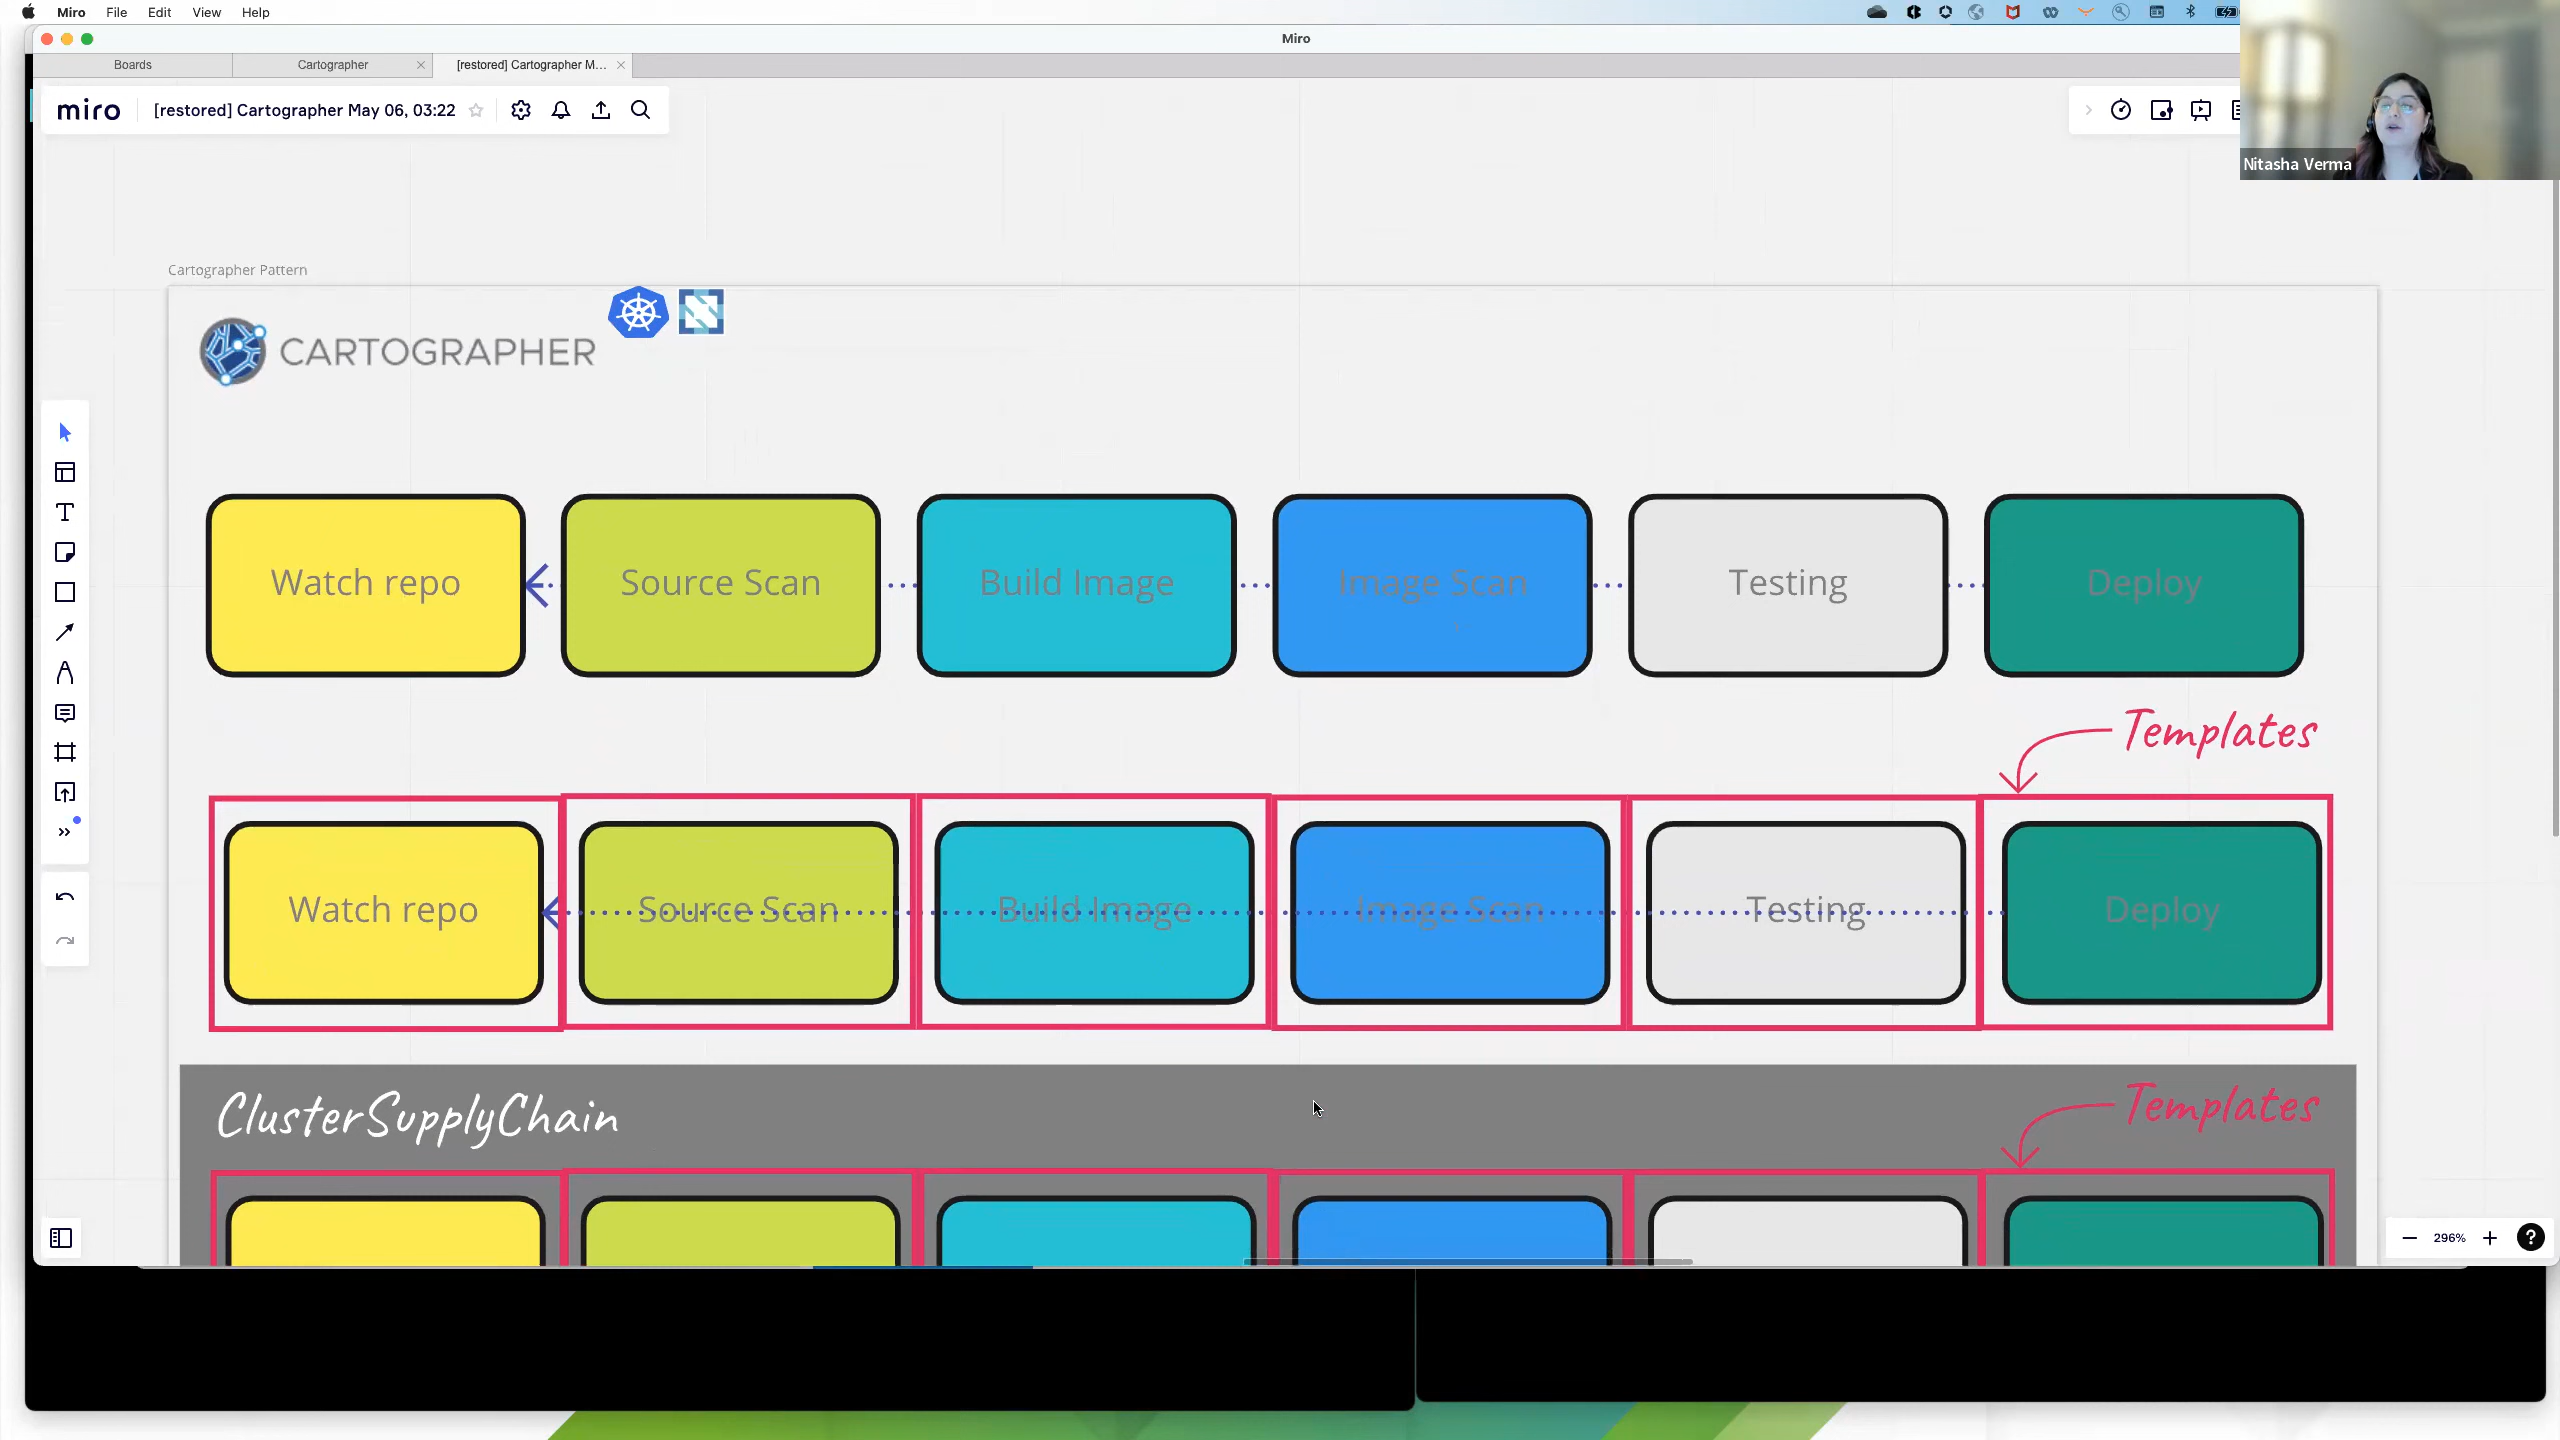 Miro File Edit View Help
Miro
Boards Cartographer [restored] Cartographer M...
miro [restored] Cartographer May 06, 03:22
Nitasha Verma
Cartographer Pattern
CARTOGRAPHER
Watch repo Source Scan Build Image Image Scan Testing Deploy
Templates
Watch repo Source Scan Build Image Image Scan Testing Deploy
ClusterSupplyChain
Templates
296%